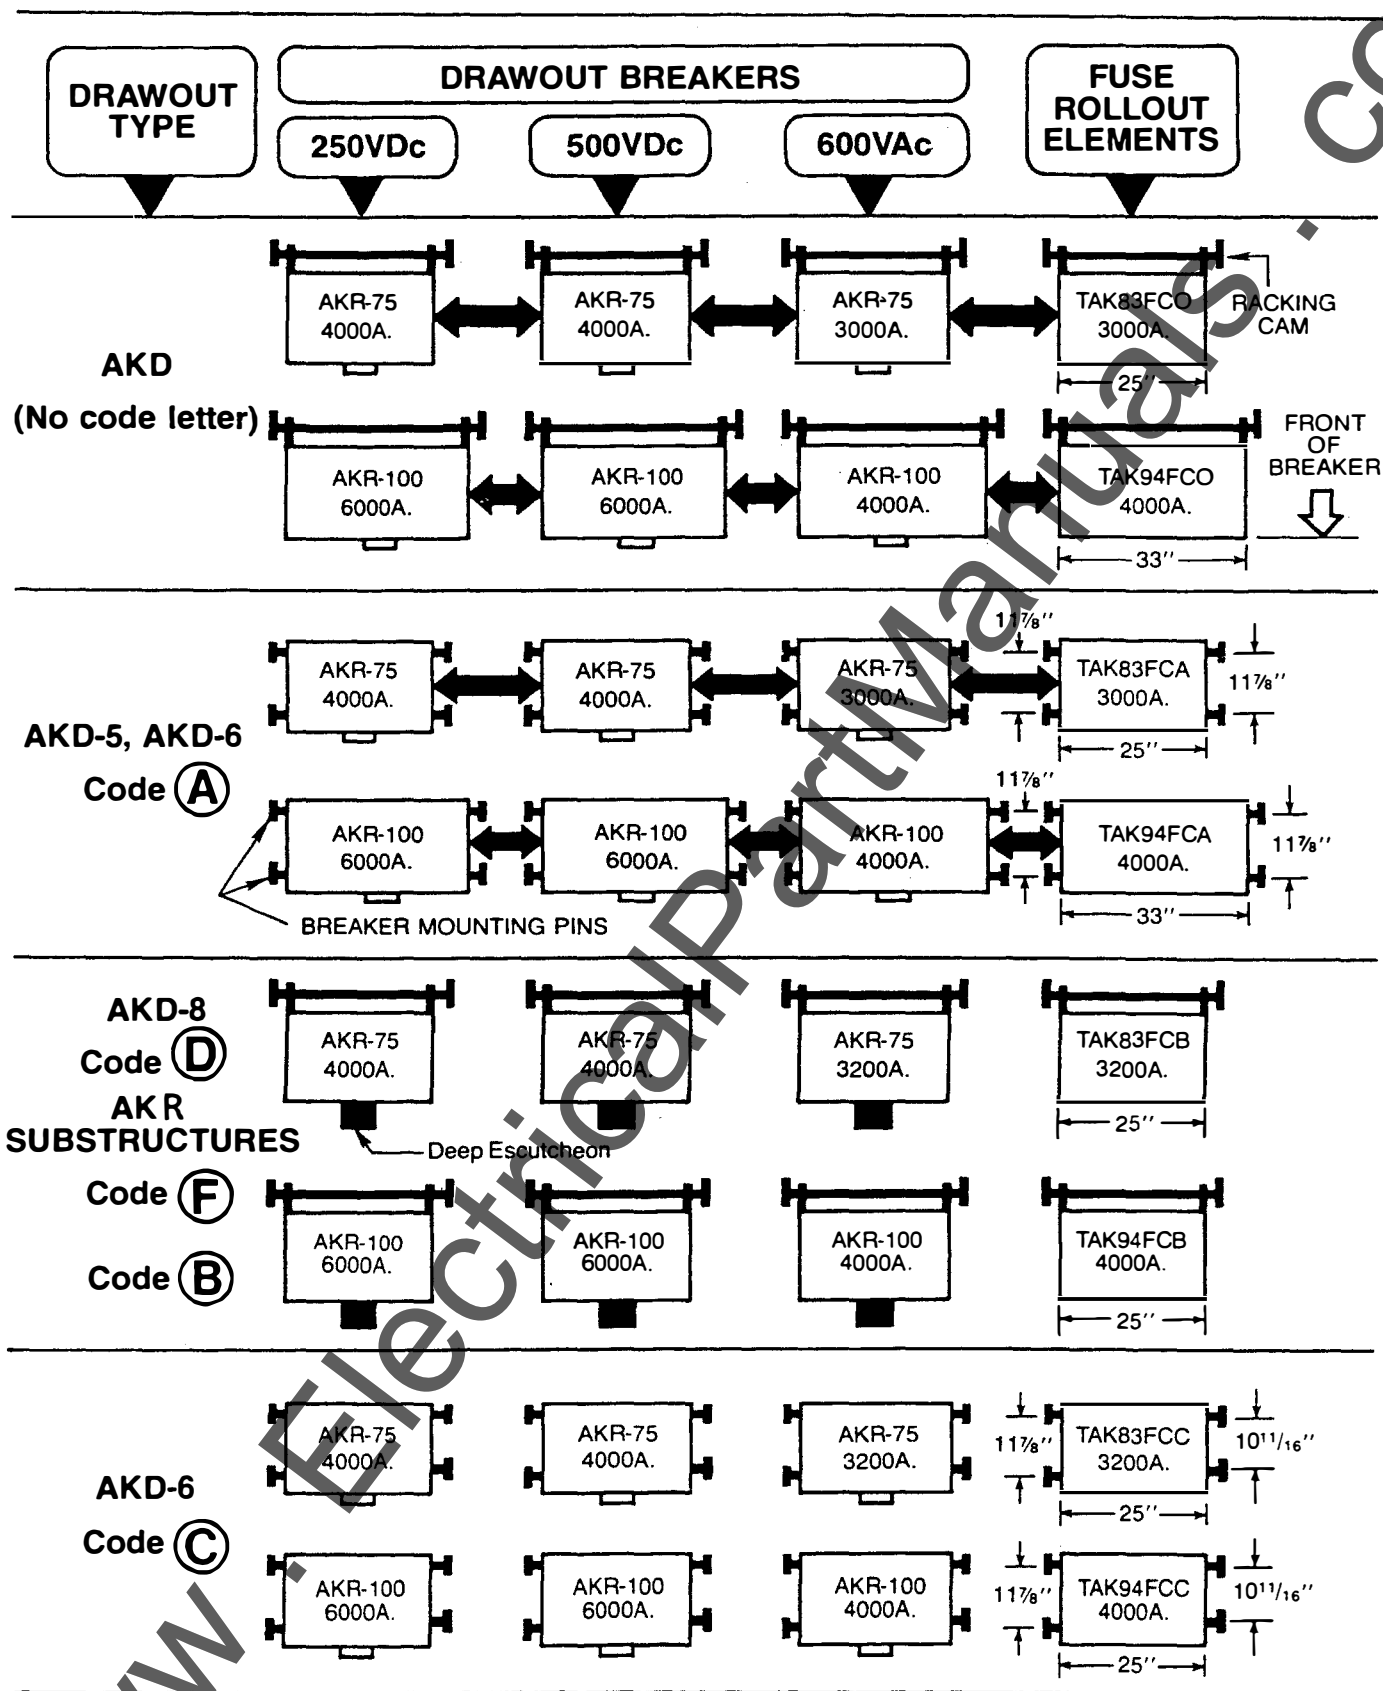 DRAWOUT
TYPE
DRAWOUT BREAKERS
250VDc
500VDc
600VAc
FUSE
ROLLOUT
ELEMENTS
AKD
(No code letter)
AKR-75
4000A.
AKR-75
4000A.
AKR-75
3000A.
TAK83FCO
3000A.
25''
RACKING
CAM
AKR-100
6000A.
AKR-100
6000A.
AKR-100
4000A.
TAK94FCO
4000A.
33''
FRONT
OF
BREAKER
AKD-5, AKD-6
Code A
AKR-75
4000A.
AKR-75
4000A.
AKR-75
3000A.
11⅞''
TAK83FCA
3000A.
11⅞''
25''
AKR-100
6000A.
AKR-100
6000A.
AKR-100
4000A.
11⅞''
TAK94FCA
4000A.
11⅞''
33''
BREAKER MOUNTING PINS
AKD-8
Code D
AKR
SUBSTRUCTURES
Code F
Code B
AKR-75
4000A.
AKR-75
4000A.
AKR-75
3200A.
TAK83FCB
3200A.
25''
Deep Escutcheon
AKR-100
6000A.
AKR-100
6000A.
AKR-100
4000A.
TAK94FCB
4000A.
25''
AKD-6
Code C
AKR-75
4000A.
AKR-75
4000A.
AKR-75
3200A.
11⅞''
TAK83FCC
3200A.
10 11/16''
25''
AKR-100
6000A.
AKR-100
6000A.
AKR-100
4000A.
11⅞''
TAK94FCC
4000A.
10 11/16''
25''
www.ElectricalPartManuals.co